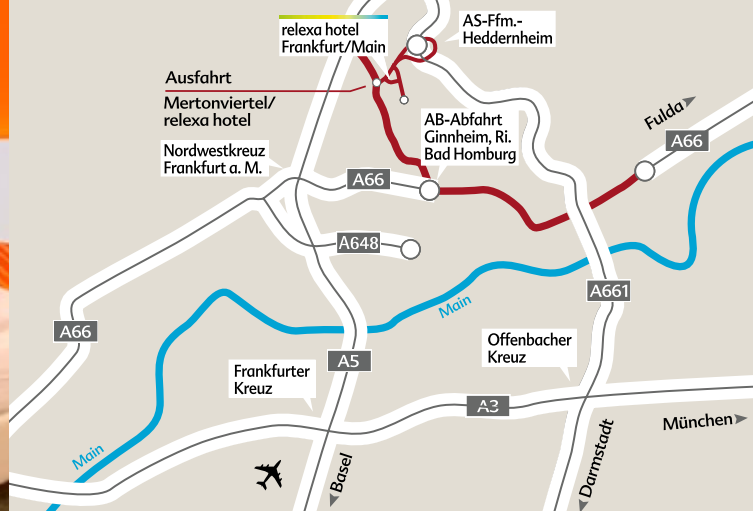 relexa hotel
Frankfurt/Main
AS-Ffm.-
Heddernheim
Ausfahrt
Mertonviertel/
relexa hotel
AB-Abfahrt
Ginnheim, Ri.
Bad Homburg
Fulda
A66
Nordwestkreuz
Frankfurt a. M.
A66
A648
A661
Main
A66
A5
Offenbacher
Kreuz
Frankfurter
Kreuz
A3
München
Main
Basel
Darmstadt